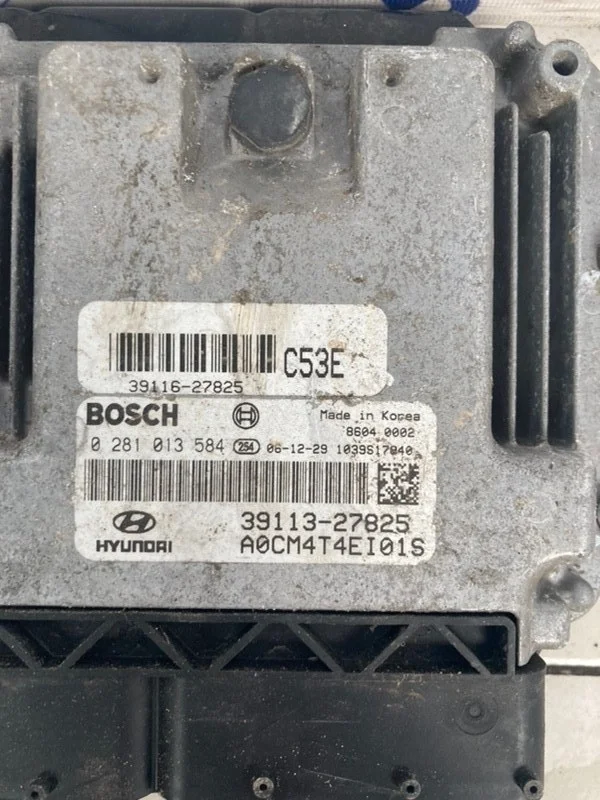 C53E
39116-27825
BOSCH
Made in Korea
8604 0002
0 281 013 584 254 06-12-29 1039S17840
39113-27825
HYUNDAI
A0CM4T4EI01S